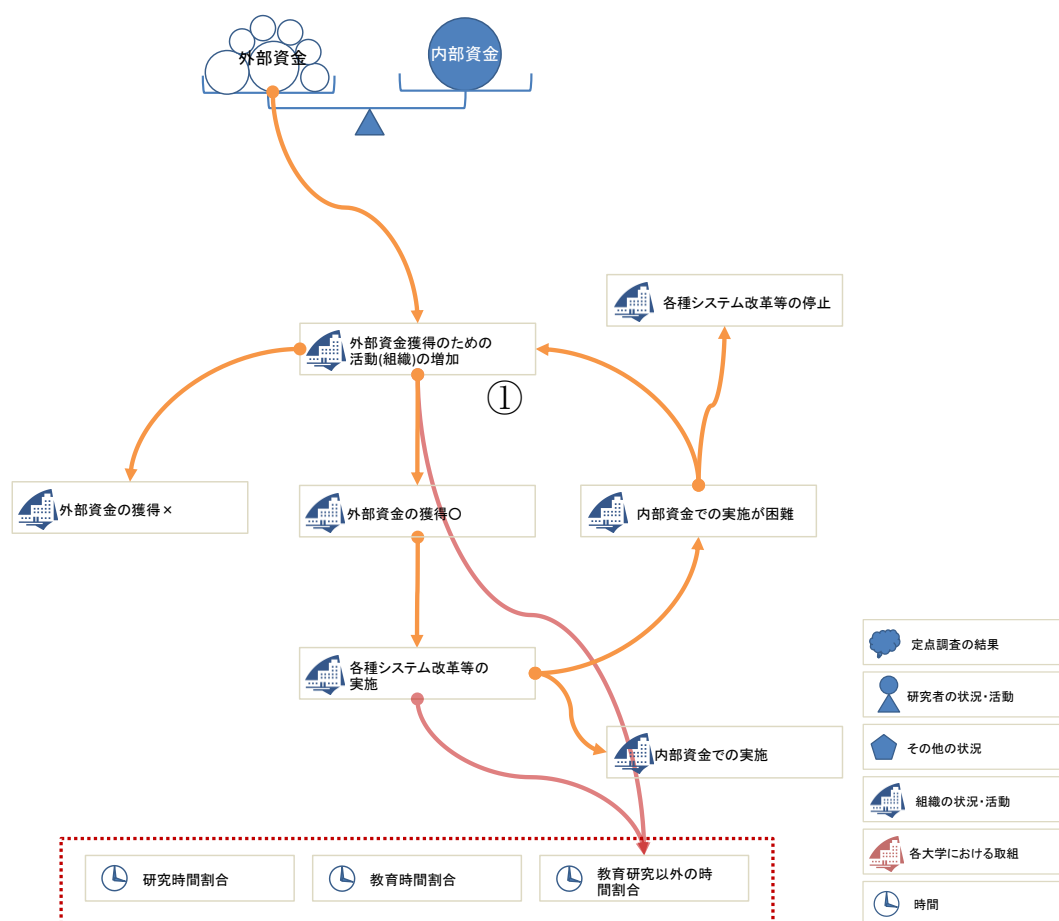 外部資金
内部資金
各種システム改革等の停止
外部資金獲得のための
活動(組織)の増加
①
外部資金の獲得×
外部資金の獲得〇
内部資金での実施が困難
各種システム改革等の
実施
内部資金での実施
定点調査の結果
研究者の状況・活動
その他の状況
組織の状況・活動
各大学における取組
時間
研究時間割合
教育時間割合
教育研究以外の時
間割合